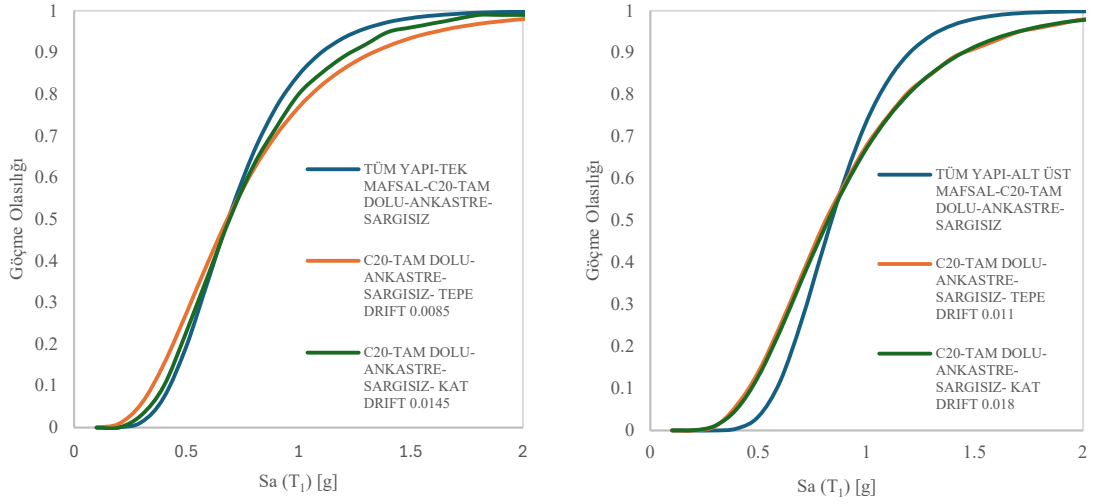 1
0.9
0.8
0.7
0.6
0.5
0.4
0.3
0.2
0.1
0
Göçme Olasılığı
TÜM YAPI-TEK
MAFSAL-C20-TAM
DOLU-ANKASTRE-
SARGISIZ
C20-TAM DOLU-
ANKASTRE-
SARGISIZ- TEPE
DRIFT 0.0085
C20-TAM DOLU-
ANKASTRE-
SARGISIZ- KAT
DRIFT 0.0145
0 0.5 1 1.5 2
Sa (T₁) [g]
1
0.9
0.8
0.7
0.6
0.5
0.4
0.3
0.2
0.1
0
Göçme Olasılığı
TÜM YAPI-ALT ÜST
MAFSAL-C20-TAM
DOLU-ANKASTRE-
SARGISIZ
C20-TAM DOLU-
ANKASTRE-
SARGISIZ- TEPE
DRIFT 0.011
C20-TAM DOLU-
ANKASTRE-
SARGISIZ- KAT
DRIFT 0.018
0 0.5 1 1.5 2
Sa (T₁) [g]